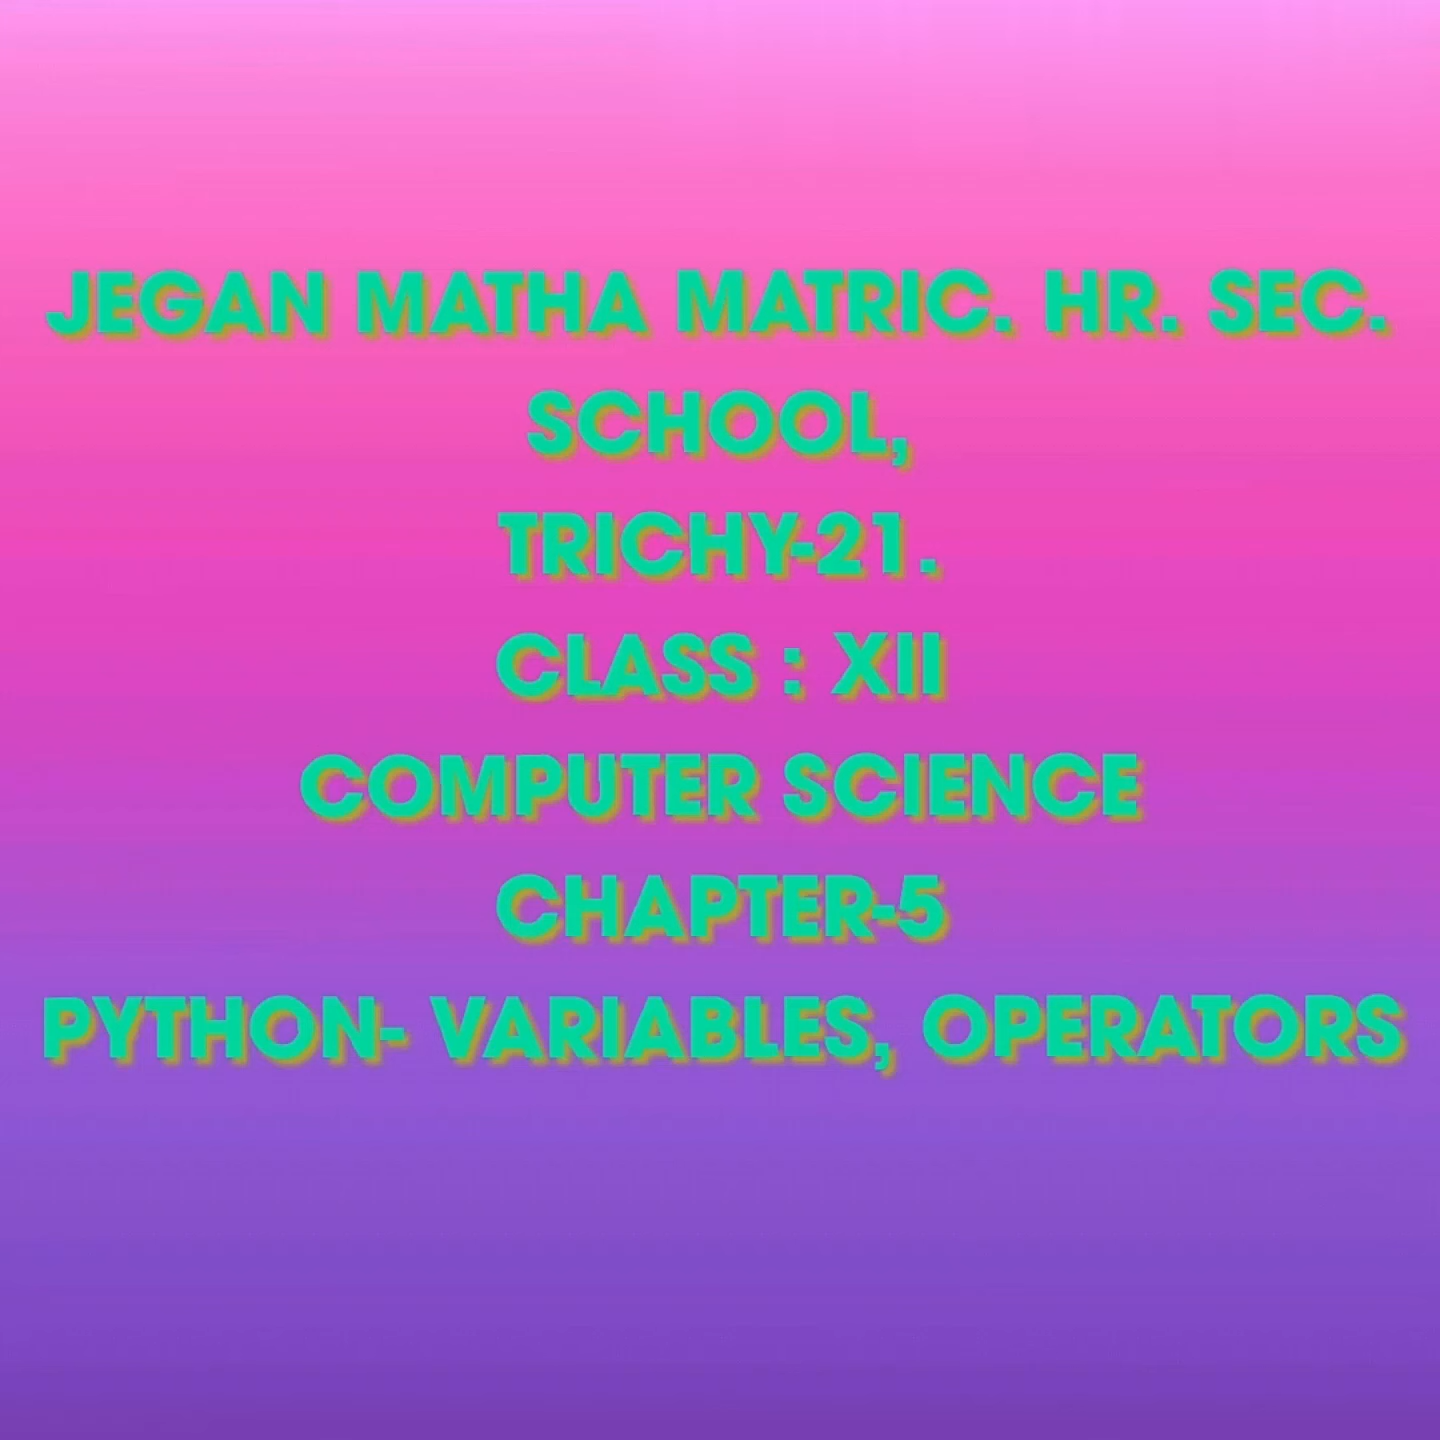 JEGAN MATHA MATRIC. HR. SEC.
SCHOOL,
TRICHY-21.
CLASS : XII
COMPUTER SCIENCE
CHAPTER-5
PYTHON- VARIABLES, OPERATORS